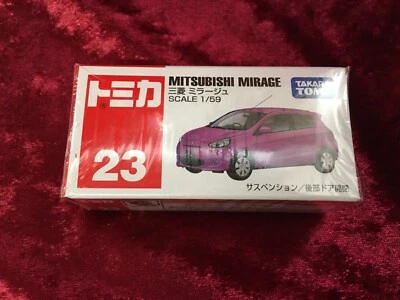 トミカ
23
MITSUBISHI MIRAGE
三菱 ミラージュ
SCALE 1/59
TAKARA
TOMY
サスペンション/後部ドア開閉